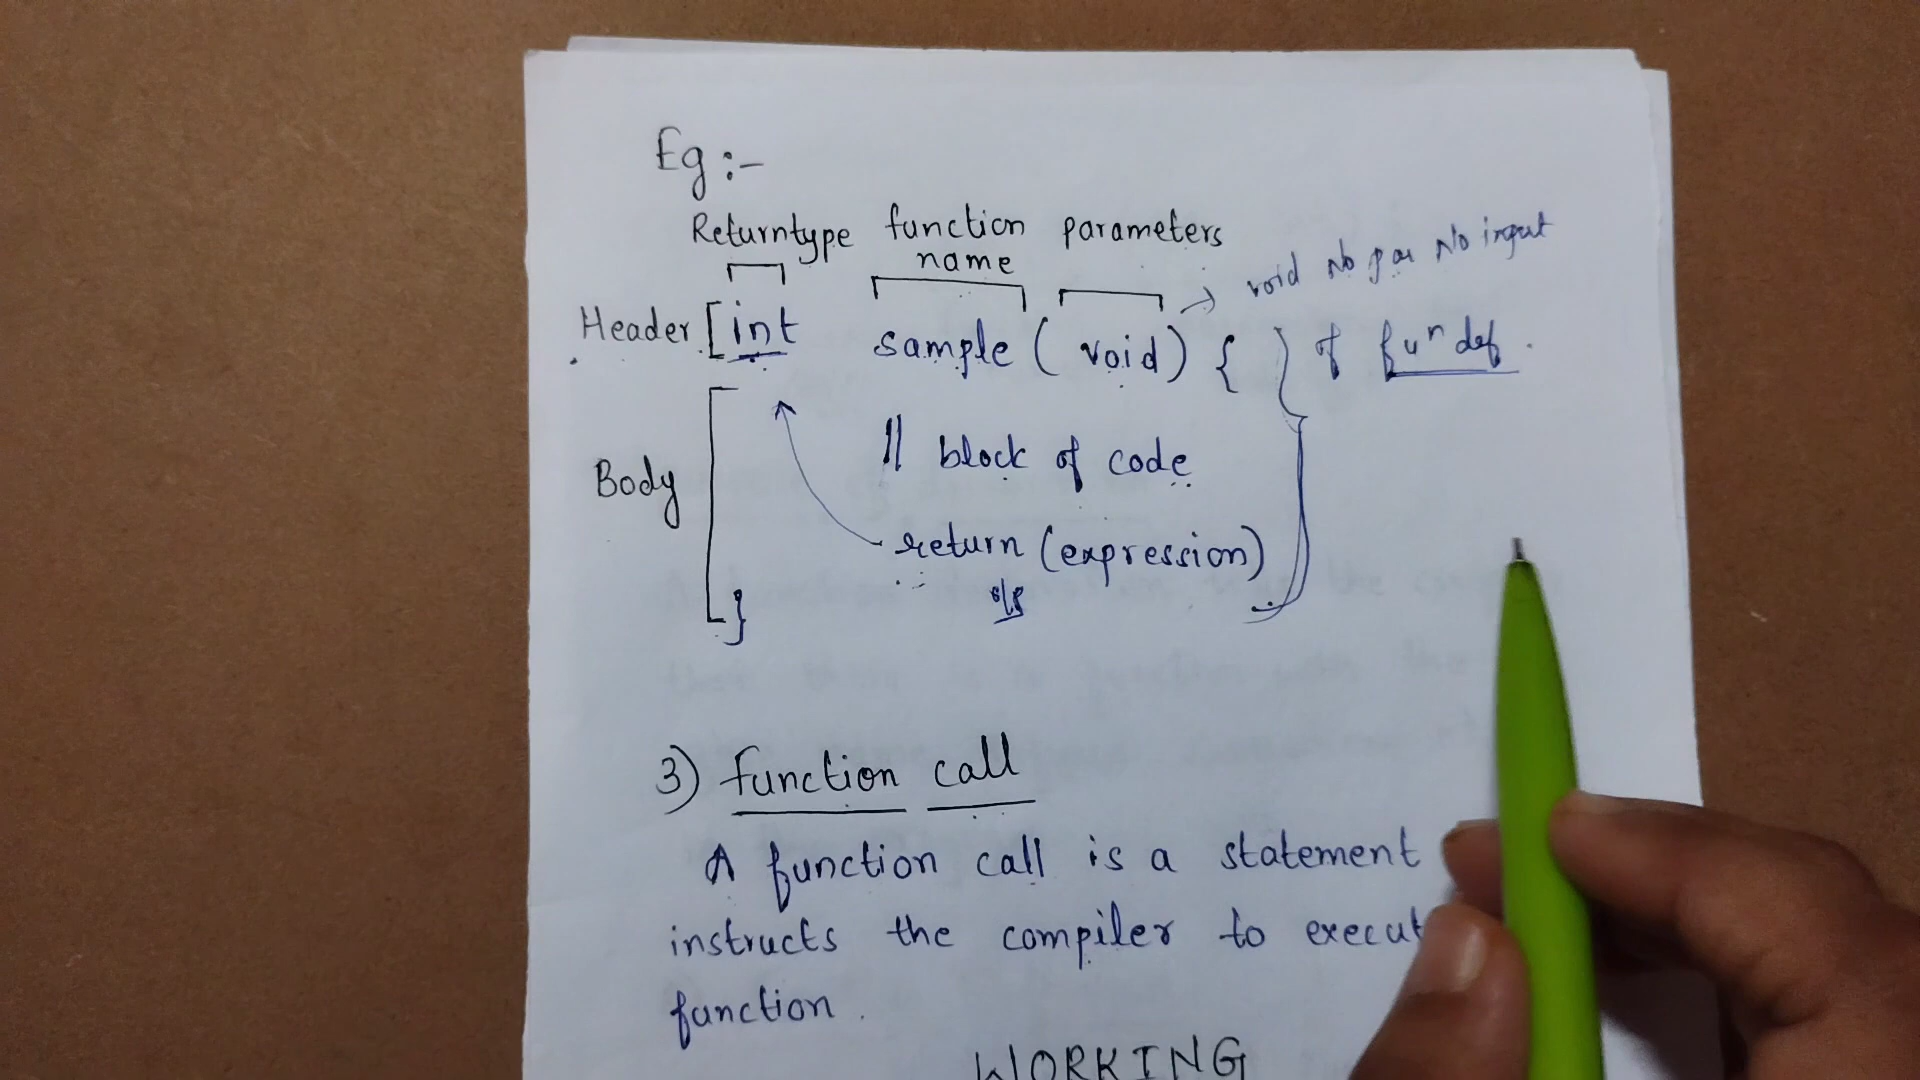 Eg :-
Returntype function name parameters
void No par No input
Header [int sample ( void ) { } of fun def.
Body
// block of code
return (expression)
o/p
}
3) function call
A function call is a statement
instructs the compiler to execut
function.
WORKING